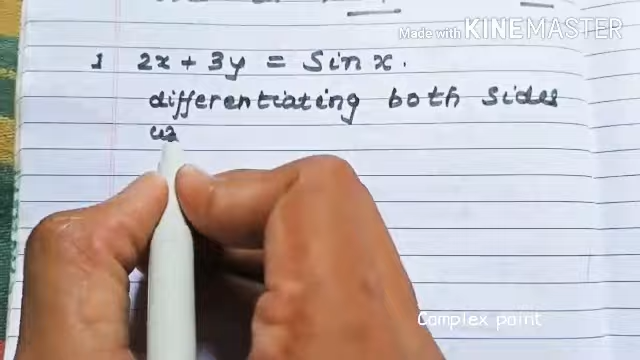 Made with KINEMASTER
1 2x + 3y = Sin x.
differentiating both sides
Complex point